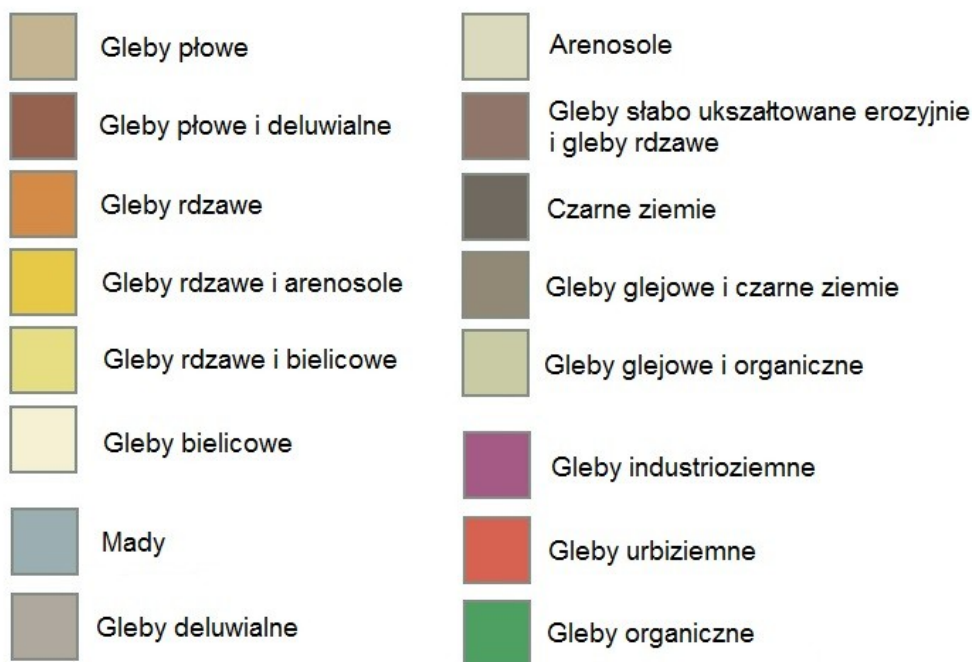 Gleby płowe
Gleby płowe i deluwialne
Gleby rdzawe
Gleby rdzawe i arenosole
Gleby rdzawe i bielicowe
Gleby bielicowe
Mady
Gleby deluwialne
Arenosole
Gleby słabo ukszałtowane erozyjnie
i gleby rdzawe
Czarne ziemie
Gleby glejowe i czarne ziemie
Gleby glejowe i organiczne
Gleby industrioziemne
Gleby urbiziemne
Gleby organiczne